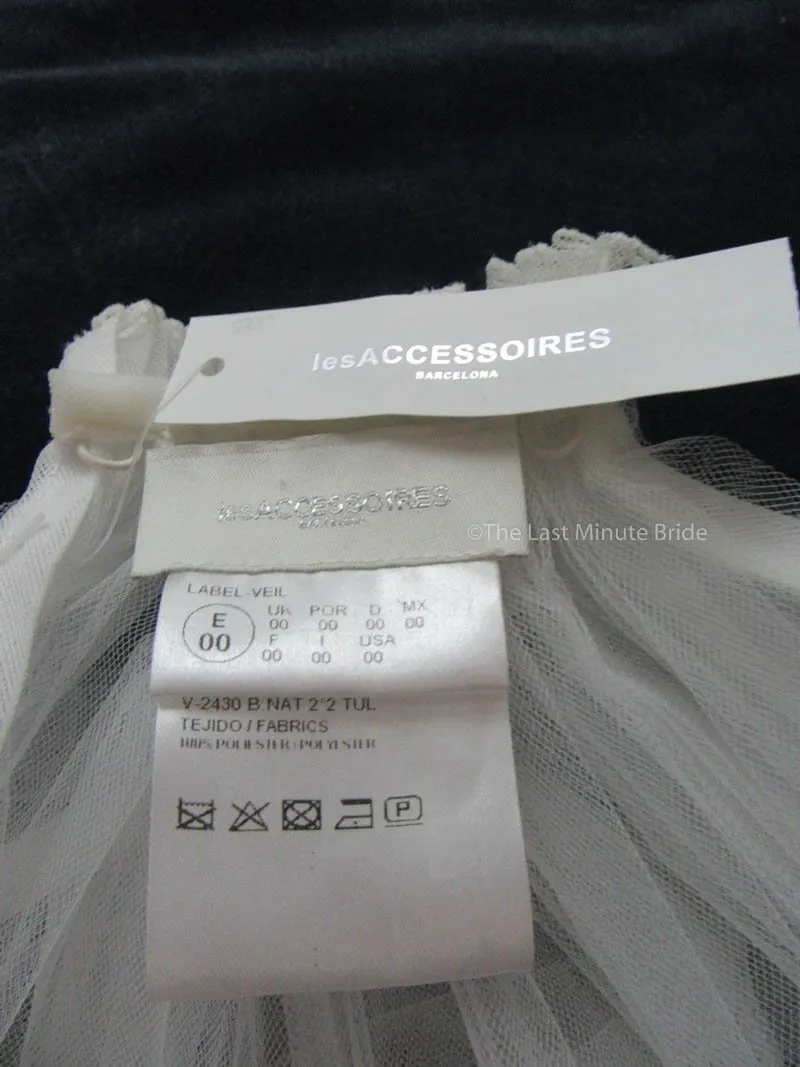 lesACCESSOIRES
BARCELONA
lesACCESSOIRES
BARCELONA
©The Last Minute Bride
LABEL-VEIL
E 00
UK POR D MX
00 00 00 00
F I USA
00 00 00
V-2430 B.NAT 2*2 TUL
TEJIDO / FABRICS
100% POLIESTER / POLYESTER
P